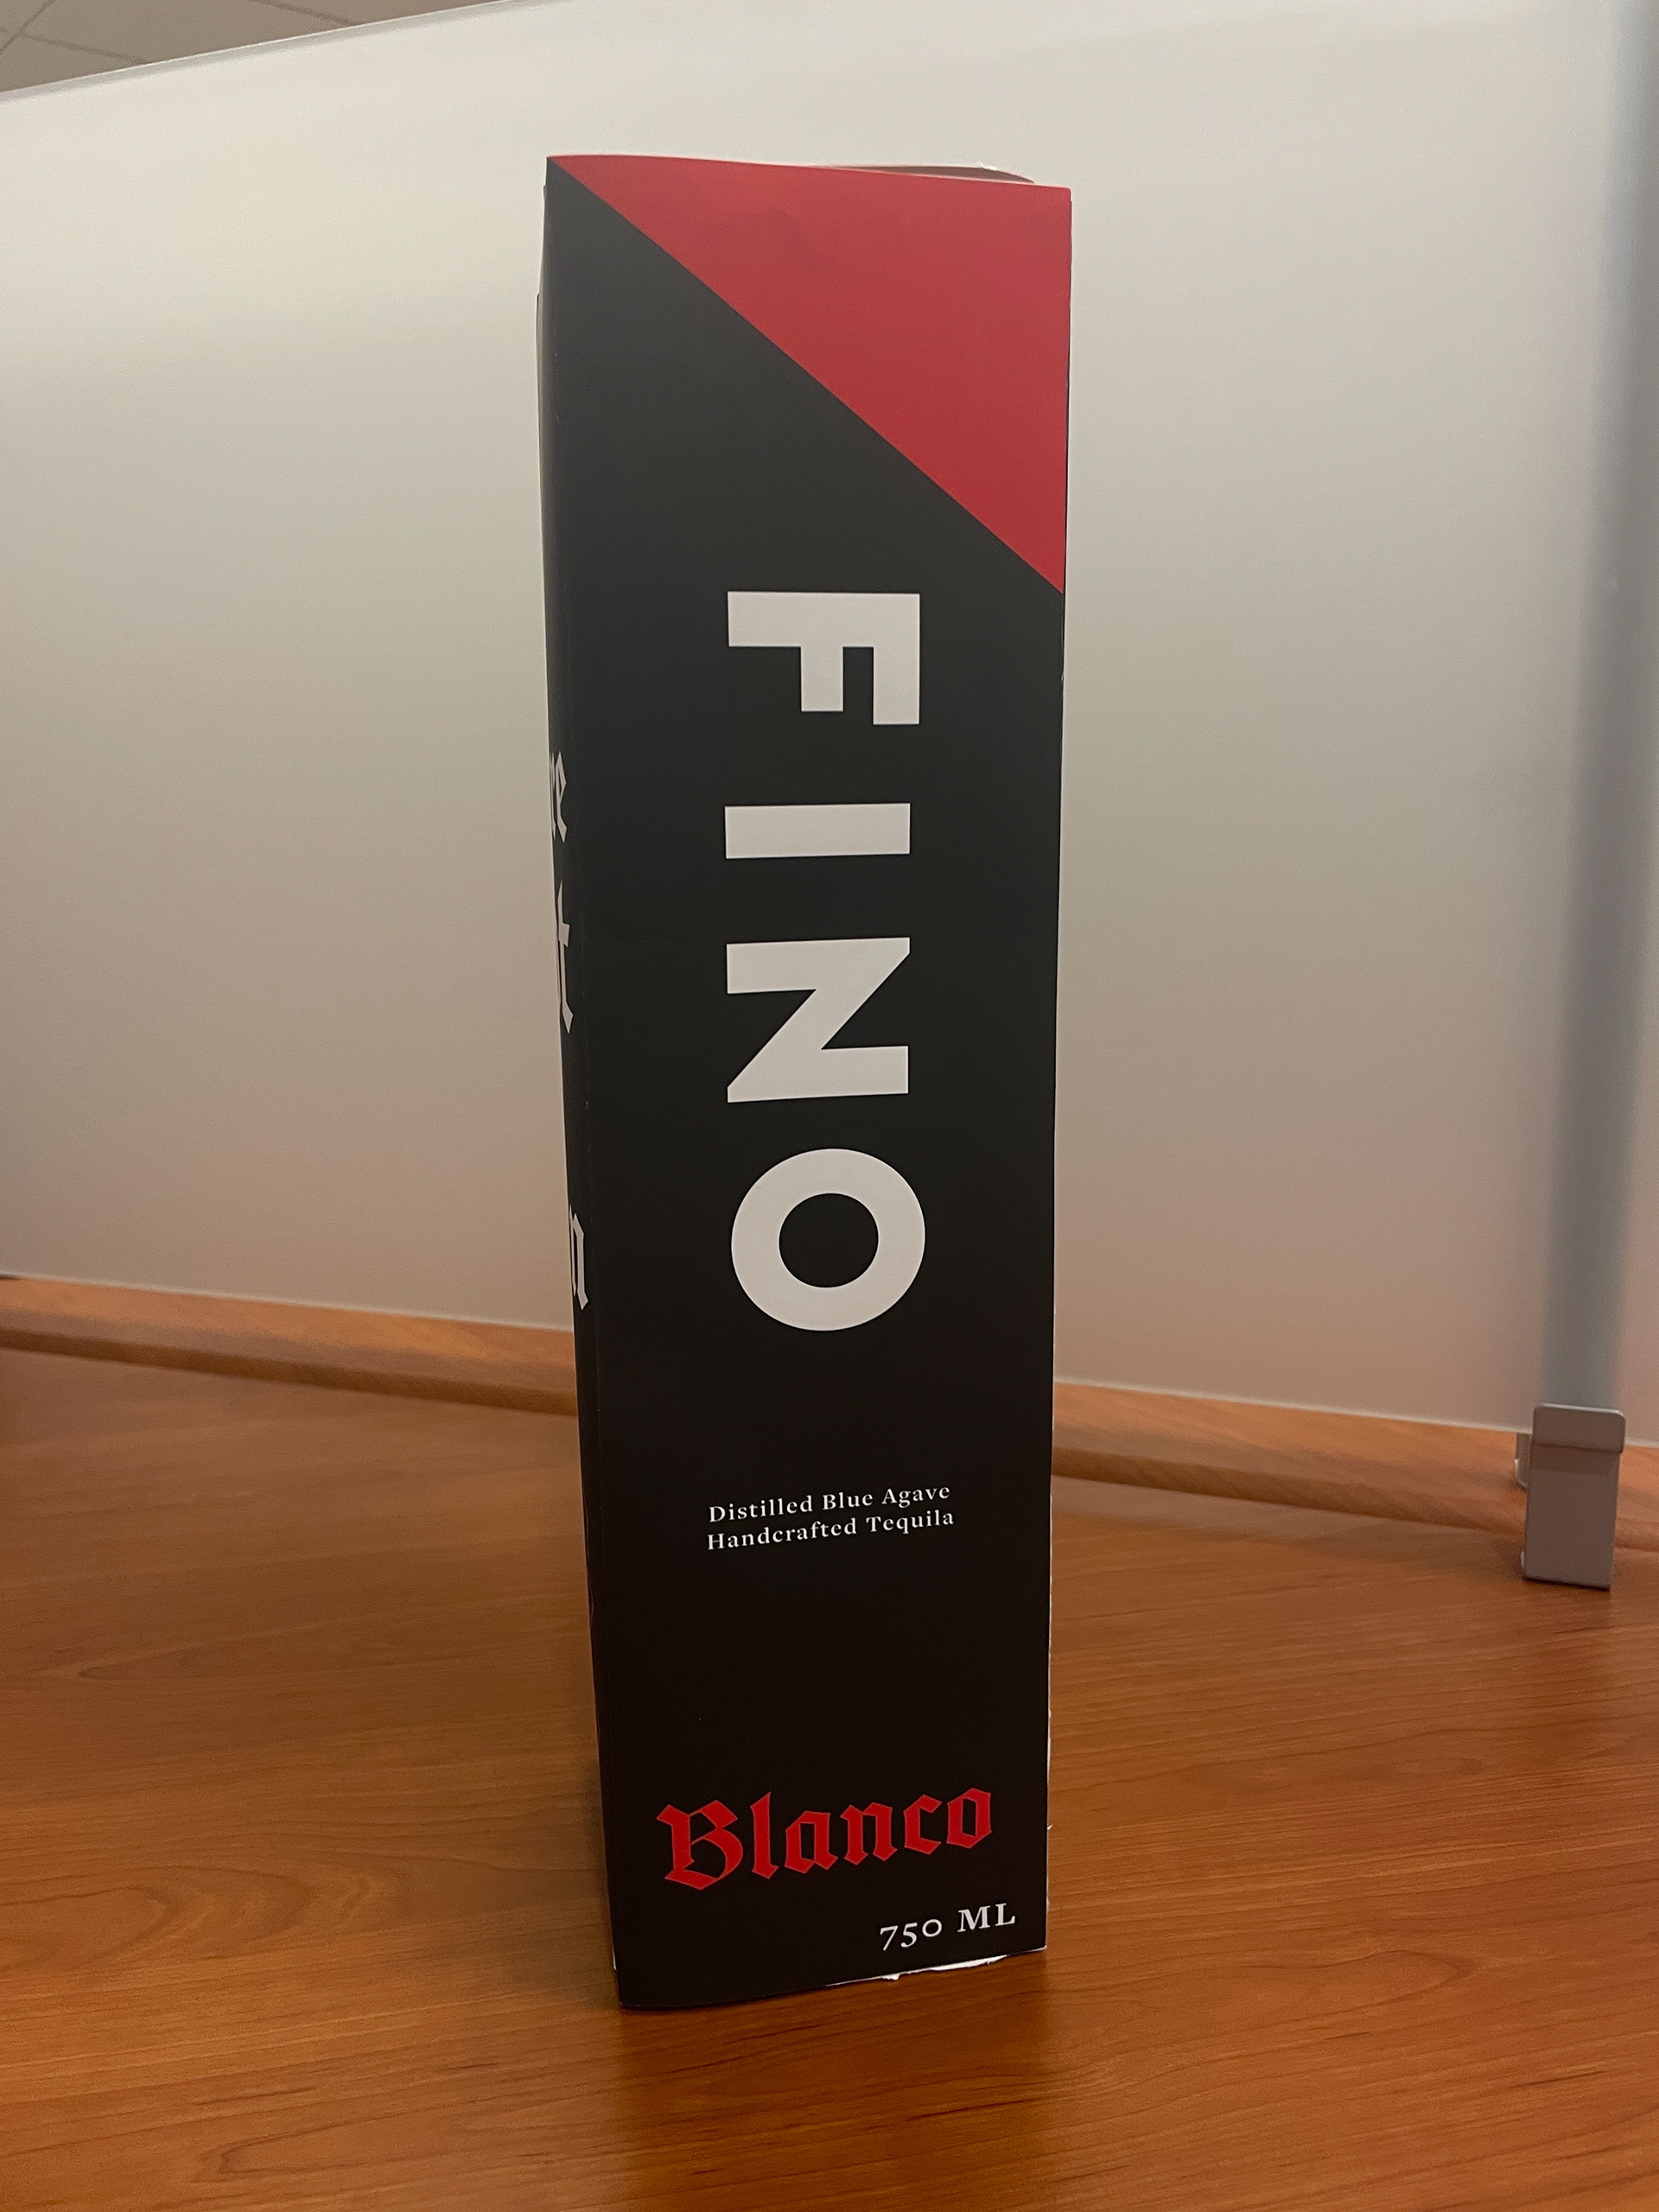 FINO
Distilled Blue Agave
Handcrafted Tequila
Blanco
750 ML